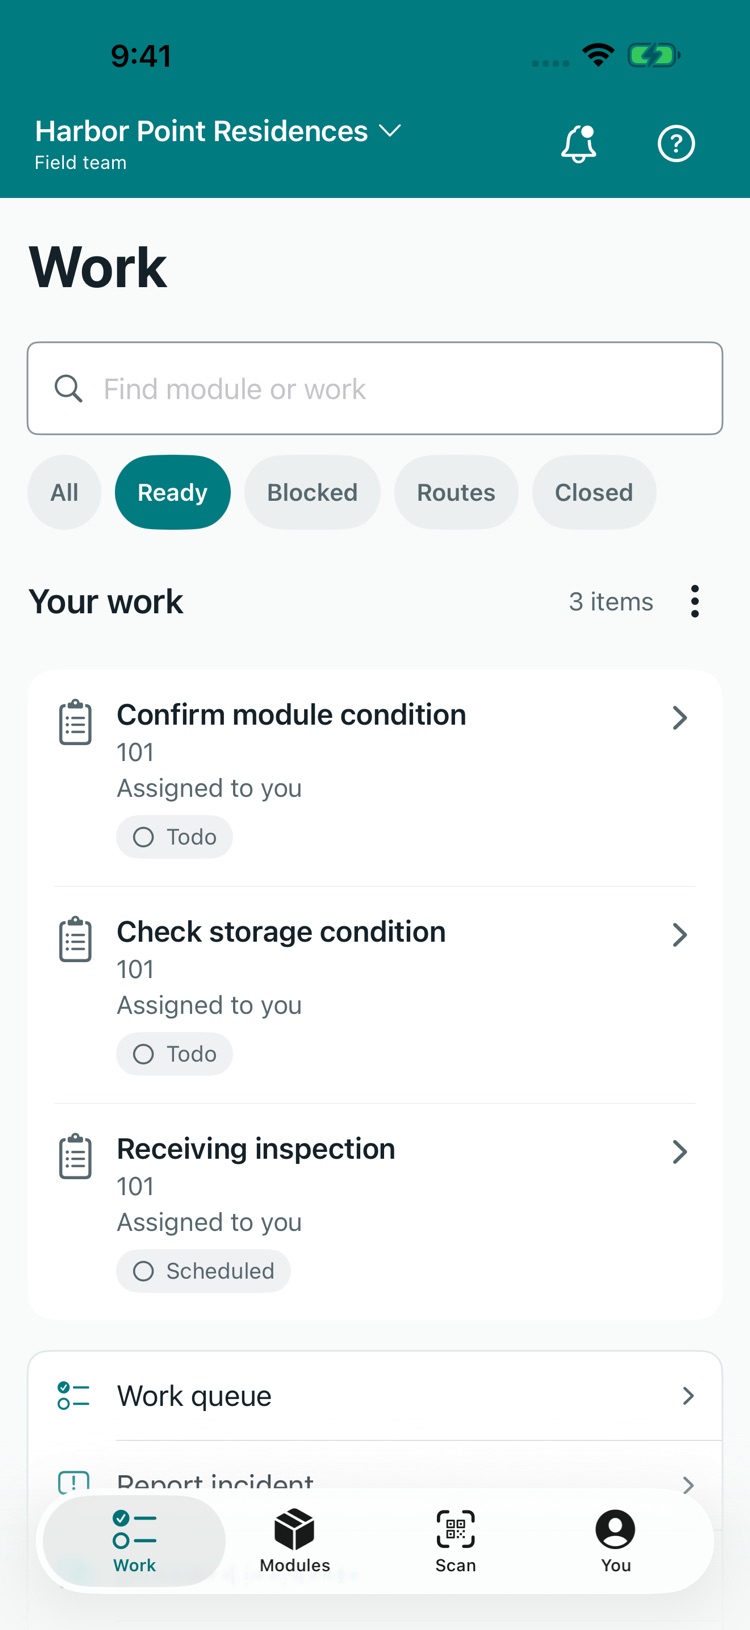 9:41
Harbor Point Residences
Field team
Work
Find module or work
All
Ready
Blocked
Routes
Closed
Your work
3 items
Confirm module condition
101
Assigned to you
Todo
Check storage condition
101
Assigned to you
Todo
Receiving inspection
101
Assigned to you
Scheduled
Work queue
Report incident
Work
Modules
Scan
You